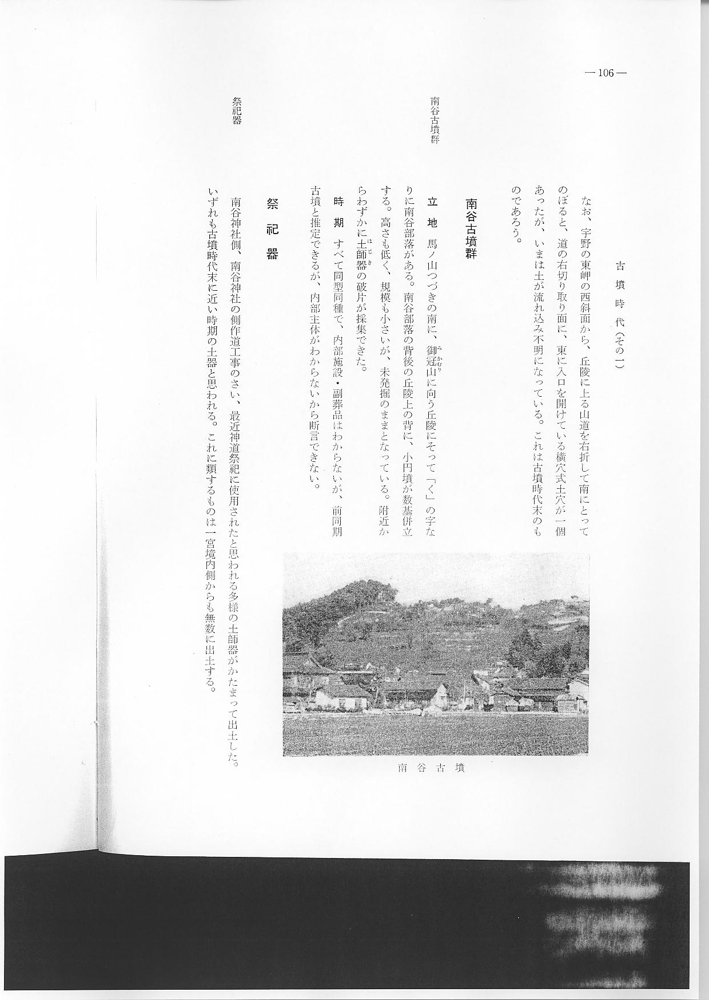 — 106 —
古墳時代（その一）
なお、宇野の東岬の西斜面から、丘陵に上る山道を右折して南にとって
のぼると、道の右切り取り面に、東に入口を開けている横穴式土穴が一個
あったが、いまは土が流れ込み不明になっている。これは古墳時代末のも
のであろう。
南谷古墳群
南谷古墳群
立地 馬ノ山つづきの南に、御冠山に向う丘陵にそって「く」の字な
みかむり
りに南谷部落がある。南谷部落の背後の丘陵上の背に、小円墳が数基併立
する。高さも低く、規模も小さいが、未発掘のままとなっている。附近か
らわずかに土師器の破片が採集できた。
はじき
時期 すべて同型同種で、内部施設・副葬品はわからないが、前同期
古墳と推定できるが、内部主体がわからないから断言できない。
祭祀器
祭祀器
南谷神社側、南谷神社の側作道工事のさい、最近神道祭祀に使用されたと思われる多様の土師器がかたまって出土した。
いずれも古墳時代末に近い時期の土器と思われる。これに類するものは一宮境内側からも無数に出土する。
南谷古墳